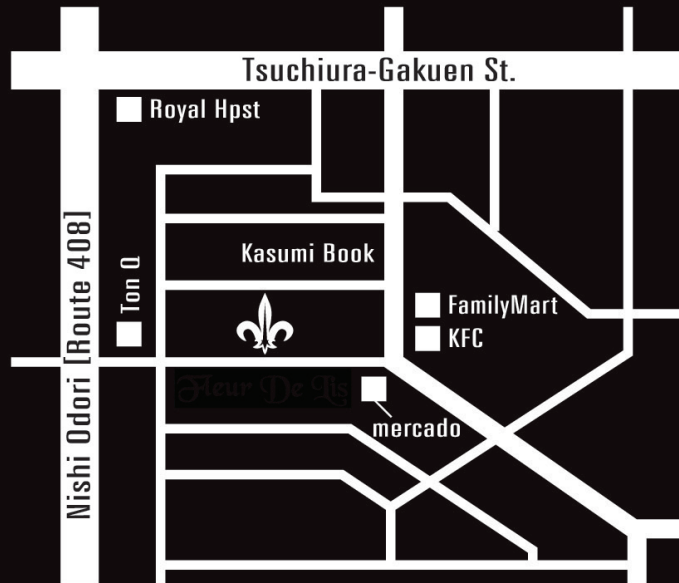 Tsuchiura-Gakuen St.
Royal Hpst
Nishi Odori [Route 408]
Ton Q
Kasumi Book
FamilyMart
KFC
Fleur De Lis
mercado